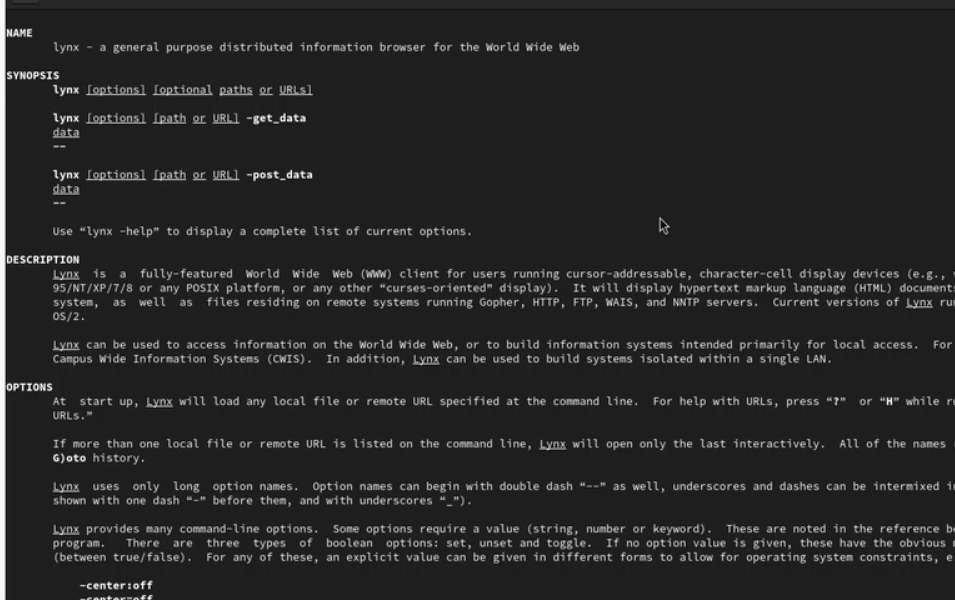 NAME
lynx - a general purpose distributed information browser for the World Wide Web
SYNOPSIS
lynx [options] [optional paths or URLs]
lynx [options] [path or URL] -get_data
data
--
lynx [options] [path or URL] -post_data
data
--
Use “lynx -help” to display a complete list of current options.
DESCRIPTION
Lynx is a fully-featured World Wide Web (WWW) client for users running cursor-addressable, character-cell display devices (e.g.,
95/NT/XP/7/8 or any POSIX platform, or any other “curses-oriented” display). It will display hypertext markup language (HTML) documents
system, as well as files residing on remote systems running Gopher, HTTP, FTP, WAIS, and NNTP servers. Current versions of Lynx
OS/2.
Lynx can be used to access information on the World Wide Web, or to build information systems intended primarily for local access. For
Campus Wide Information Systems (CWIS). In addition, Lynx can be used to build systems isolated within a single LAN.
OPTIONS
At start up, Lynx will load any local file or remote URL specified at the command line. For help with URLs, press “?” or “H” while
URLs.”
If more than one local file or remote URL is listed on the command line, Lynx will open only the last interactively. All of the names
G)oto history.
Lynx uses only long option names. Option names can begin with double dash “--” as well, underscores and dashes can be intermixed
shown with one dash “-” before them, and with underscores “_”).
Lynx provides many command-line options. Some options require a value (string, number or keyword). These are noted in the reference
program. There are three types of boolean options: set, unset and toggle. If no option value is given, these have the obvious
(between true/false). For any of these, an explicit value can be given in different forms to allow for operating system constraints,
-center:off
-center=off